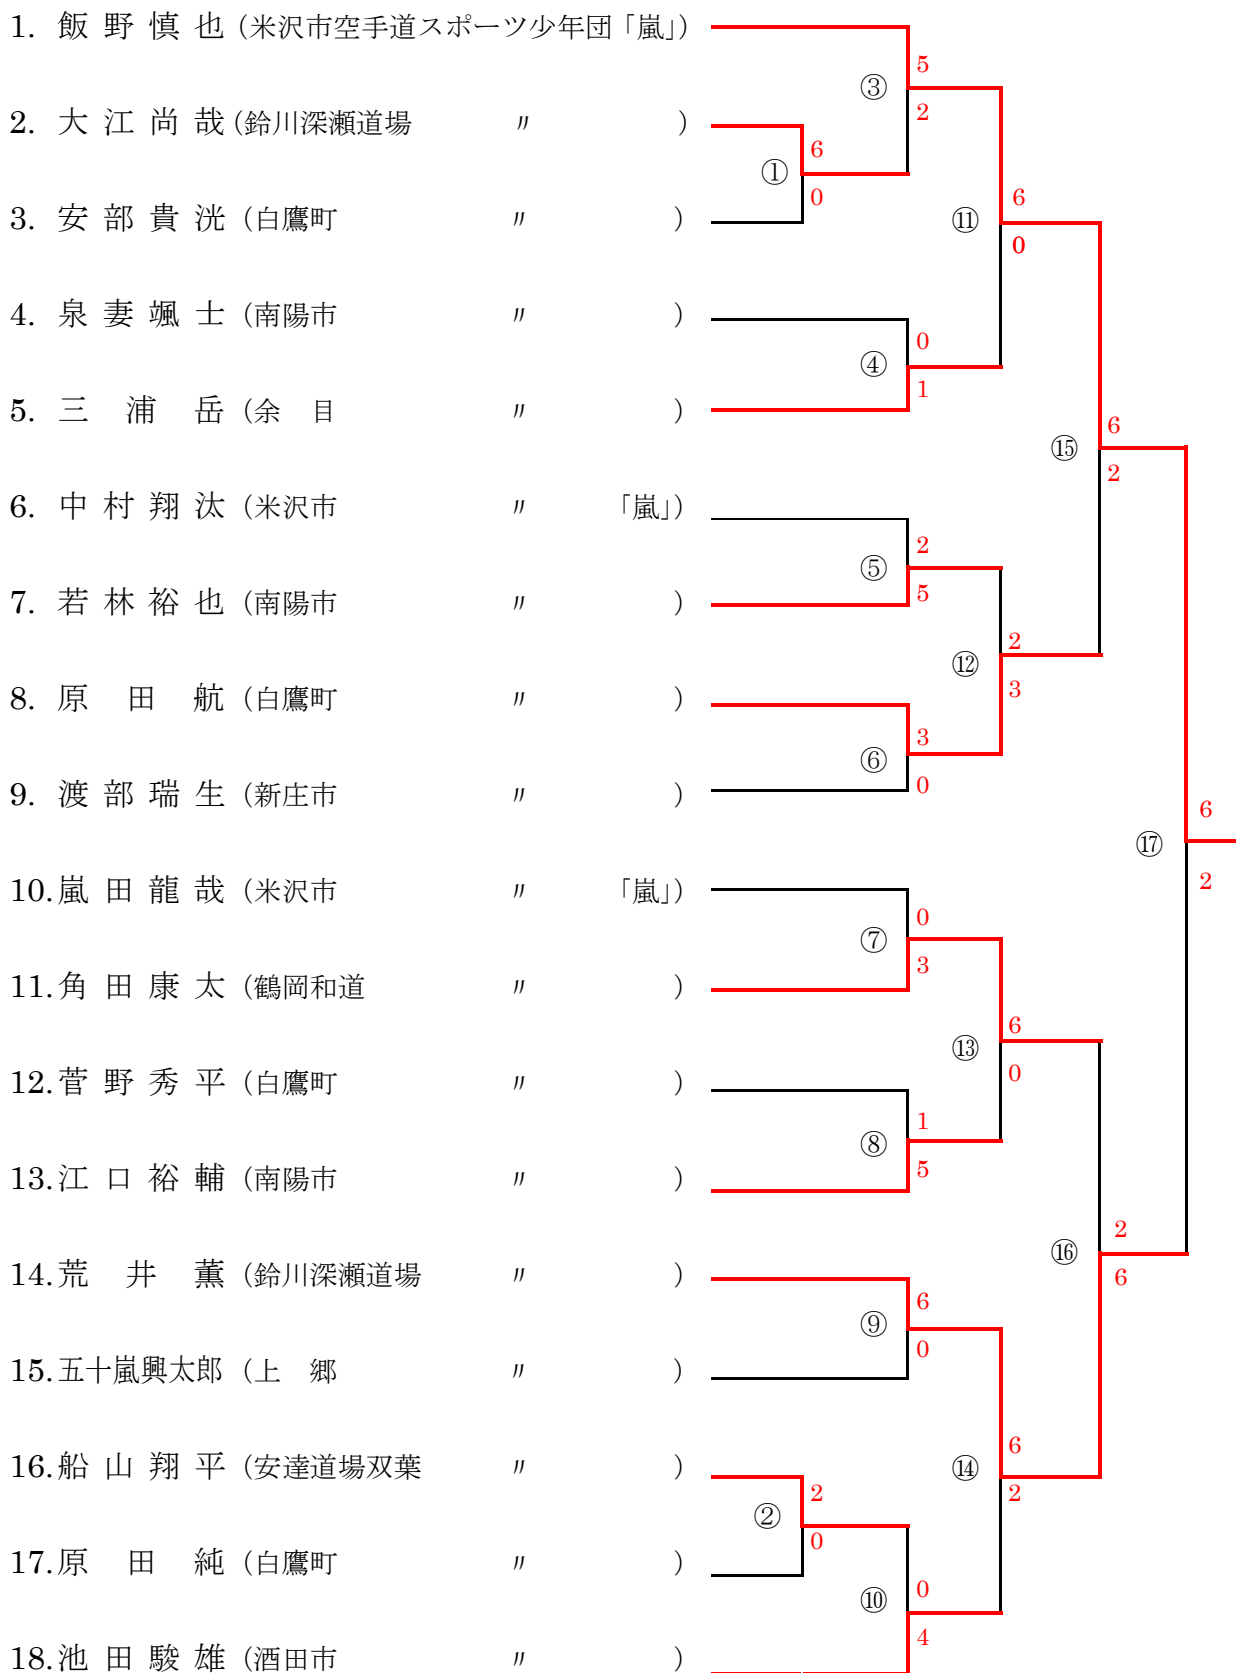 1. 飯野慎也(米沢市空手道スポーツ少年団「嵐」)
5
③
2
2. 大江尚哉(鈴川深瀬道場 〃 )
6
①
0
3. 安部貴洸(白鷹町 〃 )
6
⑪
0
4. 泉妻颯士(南陽市 〃 )
0
④
1
5. 三浦岳(余目 〃 )
6
⑮
2
6. 中村翔汰(米沢市 〃 「嵐」)
2
⑤
5
7. 若林裕也(南陽市 〃 )
2
⑫
3
8. 原田航(白鷹町 〃 )
3
⑥
0
9. 渡部瑞生(新庄市 〃 )
6
⑰
2
10.嵐田龍哉(米沢市 〃 「嵐」)
0
⑦
3
11.角田康太(鶴岡和道 〃 )
6
⑬
0
12.菅野秀平(白鷹町 〃 )
1
⑧
5
13.江口裕輔(南陽市 〃 )
2
⑯
6
14.荒井薫(鈴川深瀬道場 〃 )
6
⑨
0
15.五十嵐興太郎(上郷 〃 )
6
⑭
2
16.船山翔平(安達道場双葉 〃 )
2
②
0
17.原田純(白鷹町 〃 )
0
⑩
4
18.池田駿雄(酒田市 〃 )